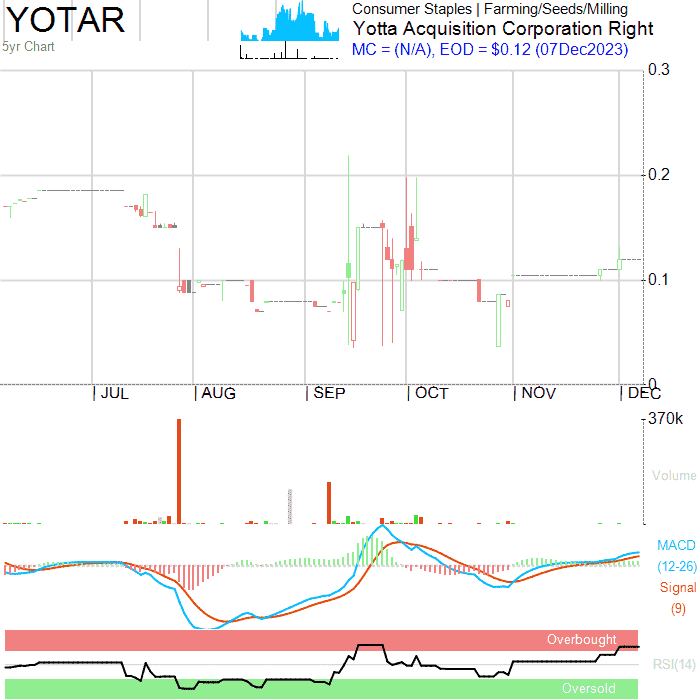 YOTAR
5yr Chart
Consumer Staples | Farming/Seeds/Milling
Yotta Acquisition Corporation Right
MC = (N/A), EOD = $0.12 (07Dec2023)
0.3
0.2
0.1
0
JUL
AUG
SEP
OCT
NOV
DEC
370k
Volume
MACD
(12-26)
Signal
(9)
Overbought
RSI(14)
Oversold